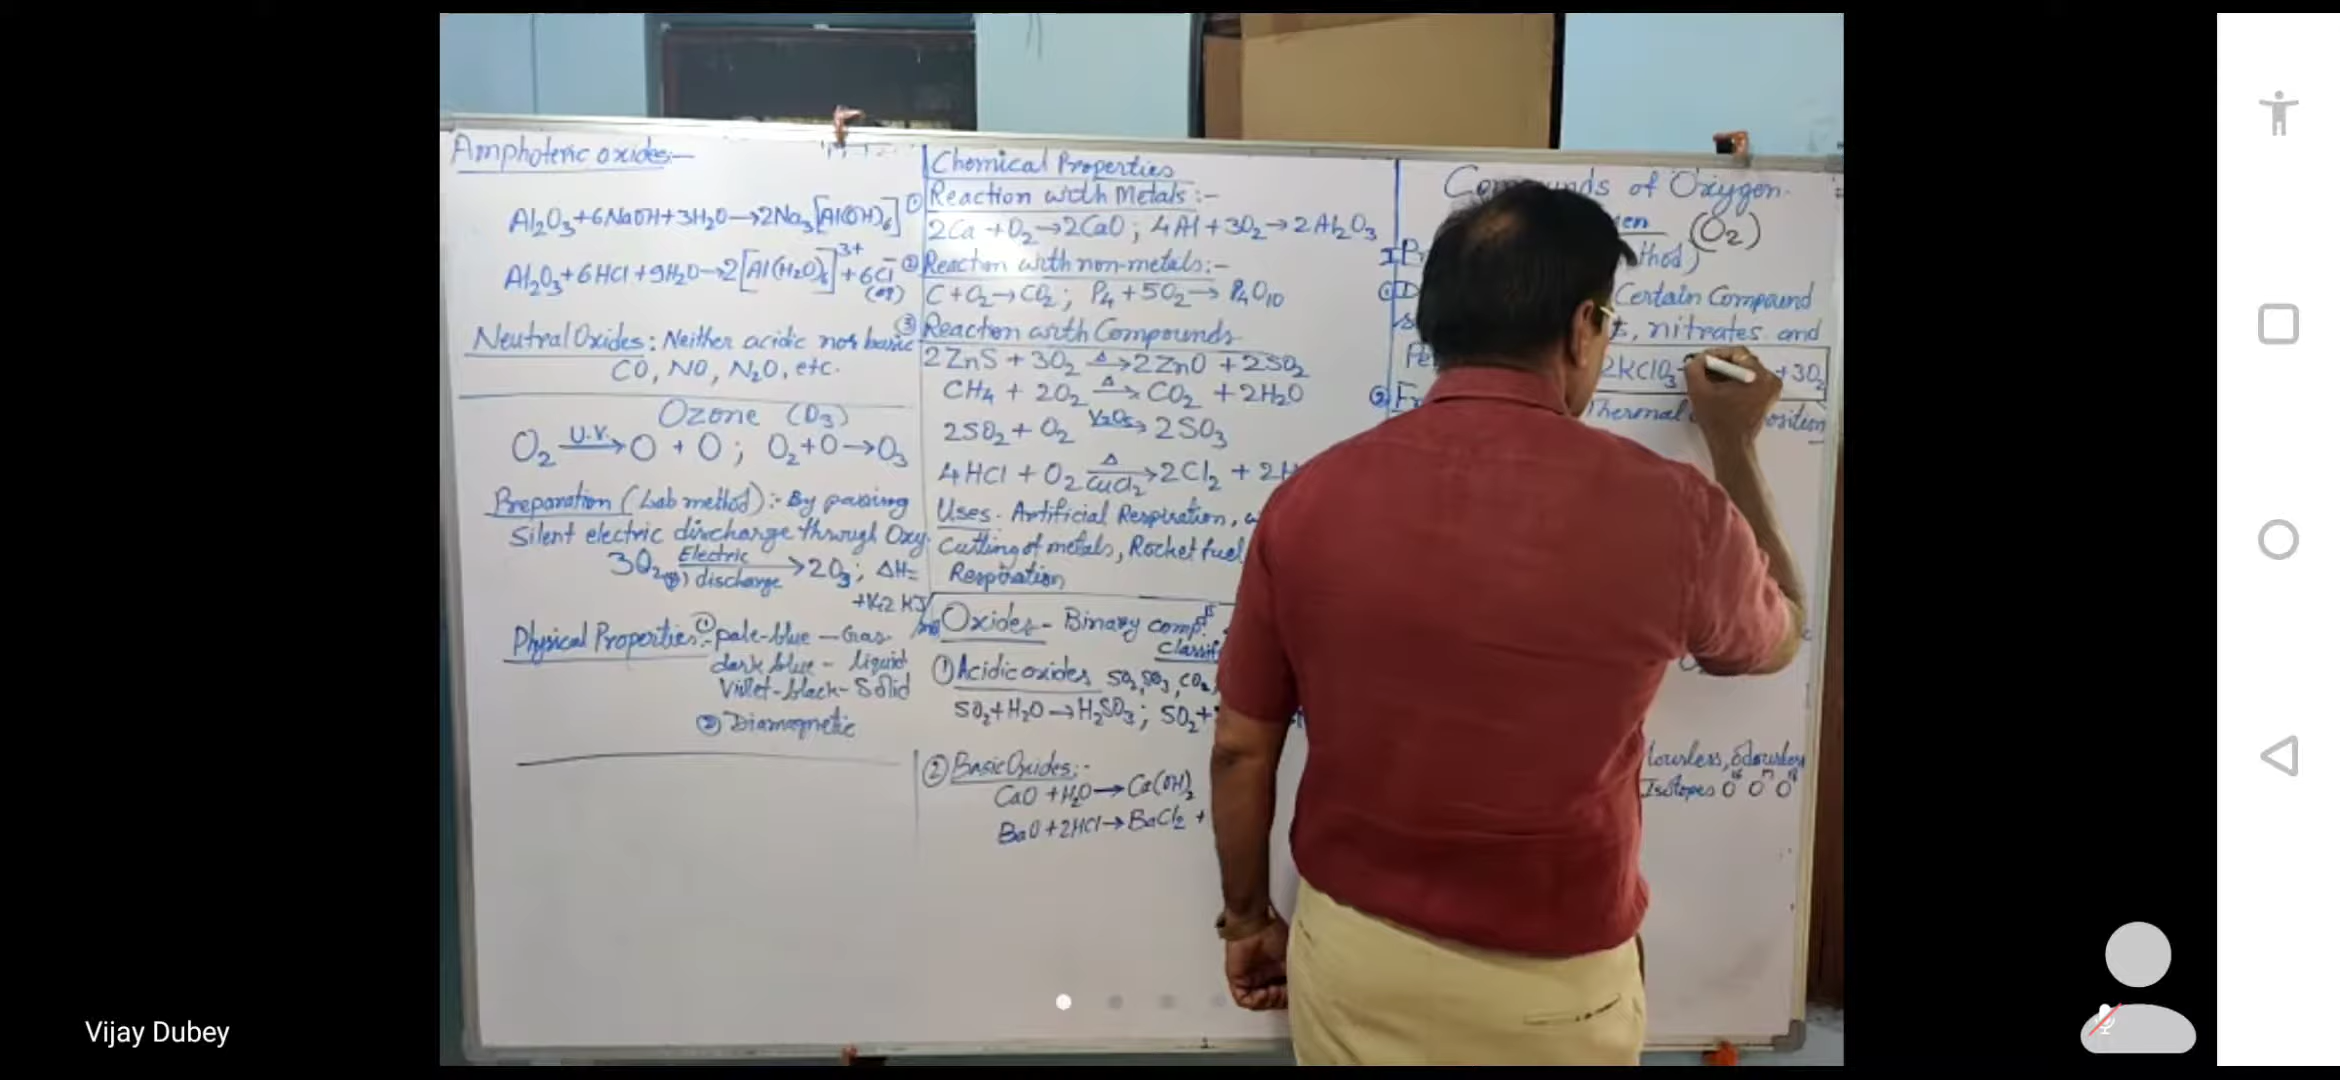 Amphoteric oxides:-
Al₂O₃+6NaOH+3H₂O→2Na₃[Al(OH)₆]
Al₂O₃+6HCl+9H₂O→2[Al(H₂O)₆]³⁺+6Cl⁻
Neutral Oxides: Neither acidic nor basic
CO, NO, N₂O, etc.
Ozone (O₃)
O₂ U.V.→ O + O ; O₂+O→O₃
Preparation (Lab method):- By passing
Silent electric discharge through Oxy.
3O₂ Electric discharge→2O₃; ΔH=
Physical Properties:- ① pale-blue – Gas
dark blue – liquid
Violet-black- Solid
② Diamagnetic
Chemical Properties
① Reaction with Metals:-
2Ca + O₂→2CaO ; 4Al + 3O₂→2Al₂O₃
② Reaction with non-metals:-
C + O₂→CO₂ ; P₄ + 5O₂→P₄O₁₀
③ Reaction with Compounds
2ZnS + 3O₂ Δ→ 2ZnO + 2SO₂
CH₄ + 2O₂ Δ→ CO₂ + 2H₂O
2SO₂ + O₂ V₂O₅→ 2SO₃
4HCl + O₂ Δ CuCl₂→ 2Cl₂ + 2H
Uses- Artificial Respiration,
Cutting of metals, Rocket fuel
Respiration
Oxides- Binary comp.
Classif
① Acidic oxides SO₂, SO₃, CO₂,
SO₂+H₂O→H₂SO₃ ; SO₂+
② Basic Oxides:-
CaO + H₂O→Ca(OH)₂
BaO + 2HCl→BaCl₂ +
of Oxygen
(O₂)
Certain Compound
nitrates and
2KClO₃ +3O₂
② Thermal
Isotopes O¹⁶ O¹⁷ O¹⁸
Vijay Dubey